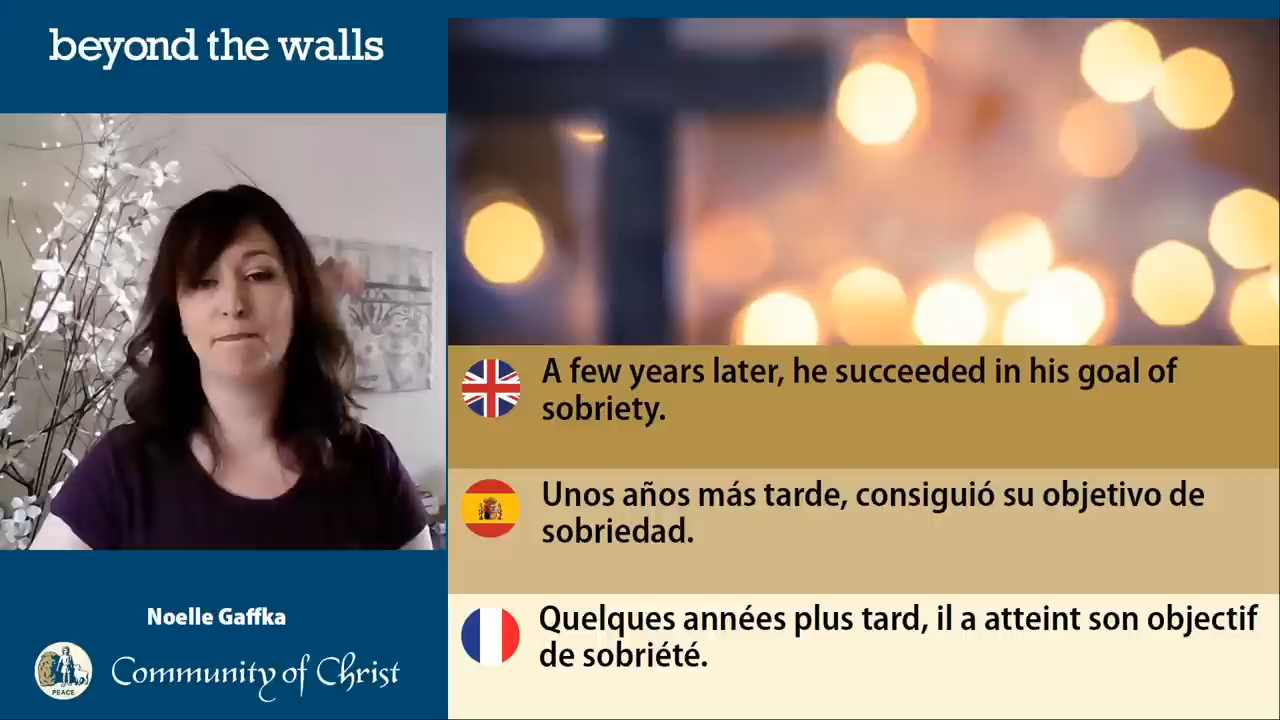 beyond the walls
A few years later, he succeeded in his goal of
sobriety.
Unos años más tarde, consiguió su objetivo de
sobriedad.
Quelques années plus tard, il a atteint son objectif
de sobriété.
Noelle Gaffka
PEACE
Community of Christ